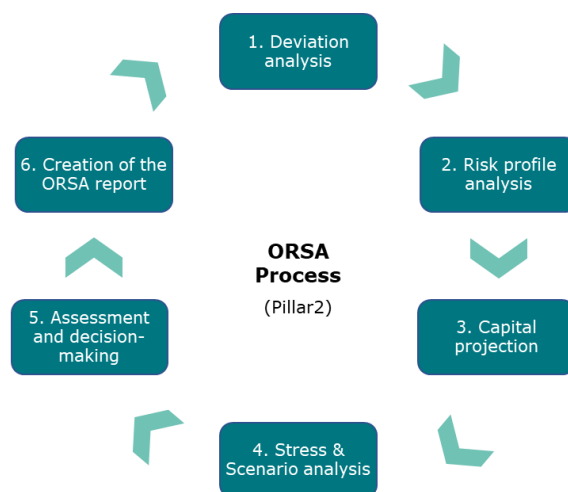 1. Deviation
analysis
2. Risk profile
analysis
3. Capital
projection
4. Stress &
Scenario analysis
5. Assessment
and decision-
making
6. Creation of the
ORSA report
ORSA
Process
(Pillar2)